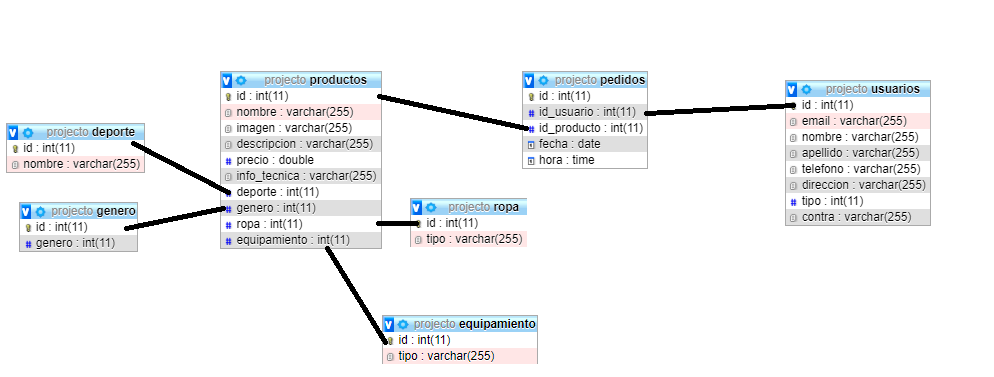 projecto deporte
id : int(11)
nombre : varchar(255)
projecto genero
id : int(11)
genero : int(11)
projecto productos
id : int(11)
nombre : varchar(255)
imagen : varchar(255)
descripcion : varchar(255)
precio : double
info_tecnica : varchar(255)
deporte : int(11)
genero : int(11)
ropa : int(11)
equipamiento : int(11)
projecto ropa
id : int(11)
tipo : varchar(255)
projecto equipamiento
id : int(11)
tipo : varchar(255)
projecto pedidos
id : int(11)
id_usuario : int(11)
id_producto : int(11)
fecha : date
hora : time
projecto usuarios
id : int(11)
email : varchar(255)
nombre : varchar(255)
apellido : varchar(255)
telefono : varchar(255)
direccion : varchar(255)
tipo : int(11)
contra : varchar(255)